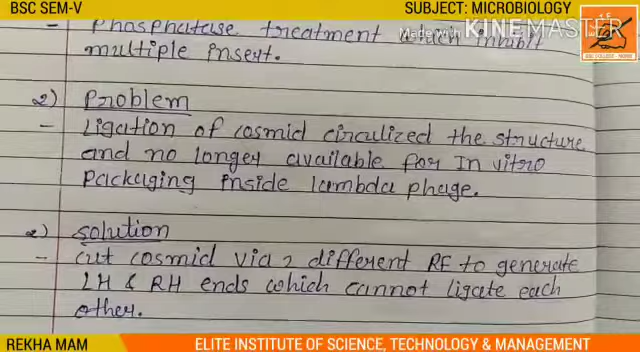 BSC SEM-V
SUBJECT: MICROBIOLOGY
Made with KINEMASTER
- Phosphatase treatment which inhibit
multiple insert.
2) Problem
- Ligation of cosmid circulized the structure
and no longer available for In vitro
Packaging inside lambda phage.
2) Solution
- cut cosmid via 2 different RE to generate
LH & RH ends which cannot ligate each
other.
REKHA MAM
ELITE INSTITUTE OF SCIENCE, TECHNOLOGY & MANAGEMENT